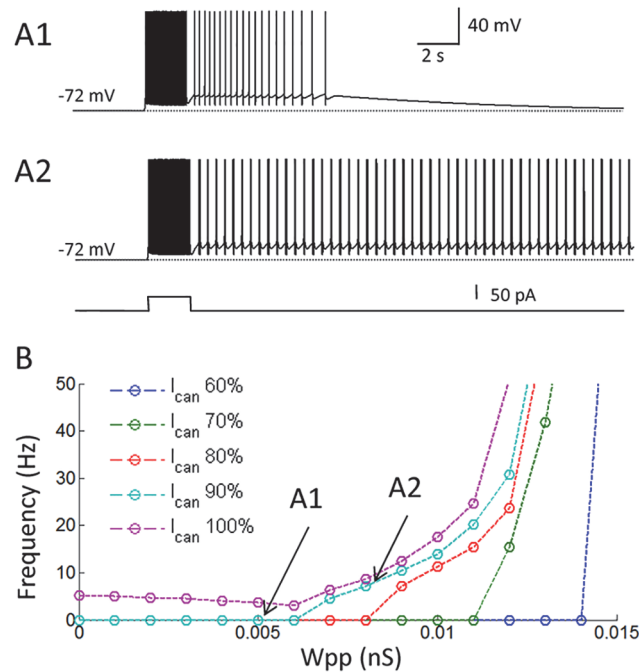 A1
40 mV
2 s
-72 mV
A2
-72 mV
50 pA
B
50
40
30
20
10
0
Frequency (Hz)
Ican 60%
Ican 70%
Ican 80%
Ican 90%
Ican 100%
A1
A2
0
0.005
0.01
0.015
Wpp (nS)